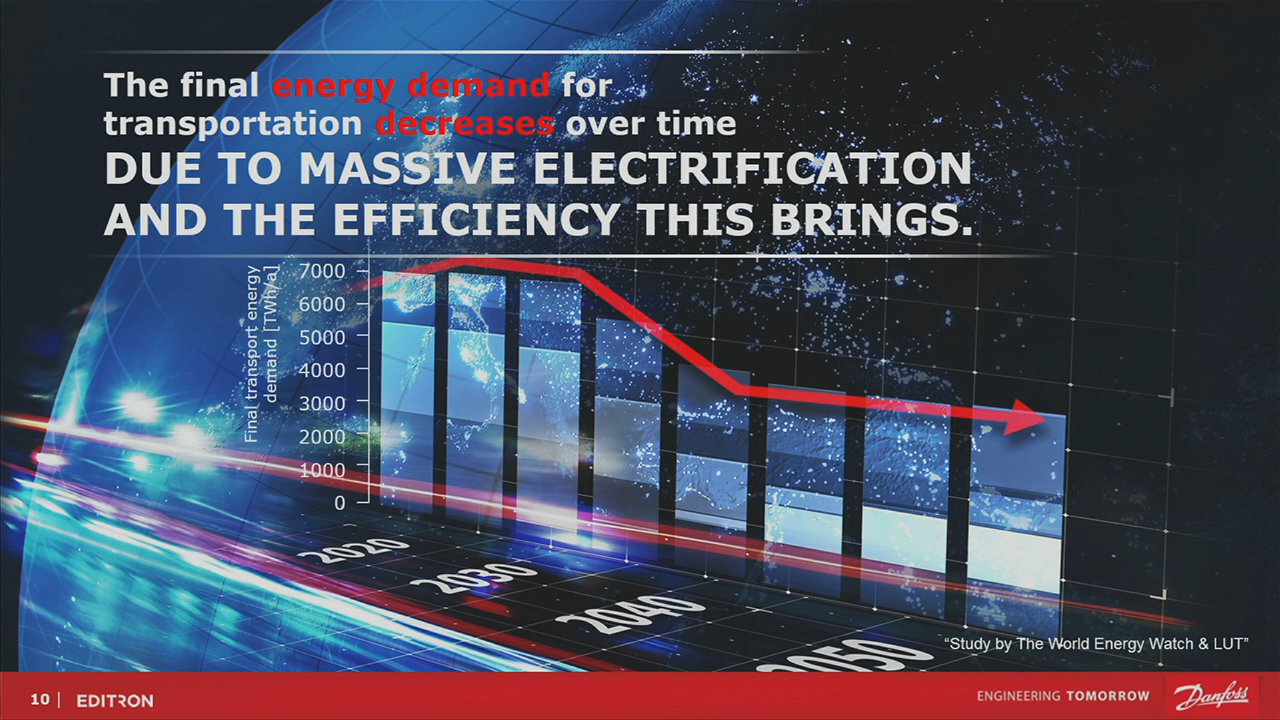 The final energy demand for
transportation decreases over time
DUE TO MASSIVE ELECTRIFICATION
AND THE EFFICIENCY THIS BRINGS.
Final transport energy
demand [TWh/a]
7000
6000
5000
4000
3000
2000
1000
0
2020
2030
2040
2050
“Study by The World Energy Watch & LUT”
10 | EDITRON
ENGINEERING TOMORROW
Danfoss